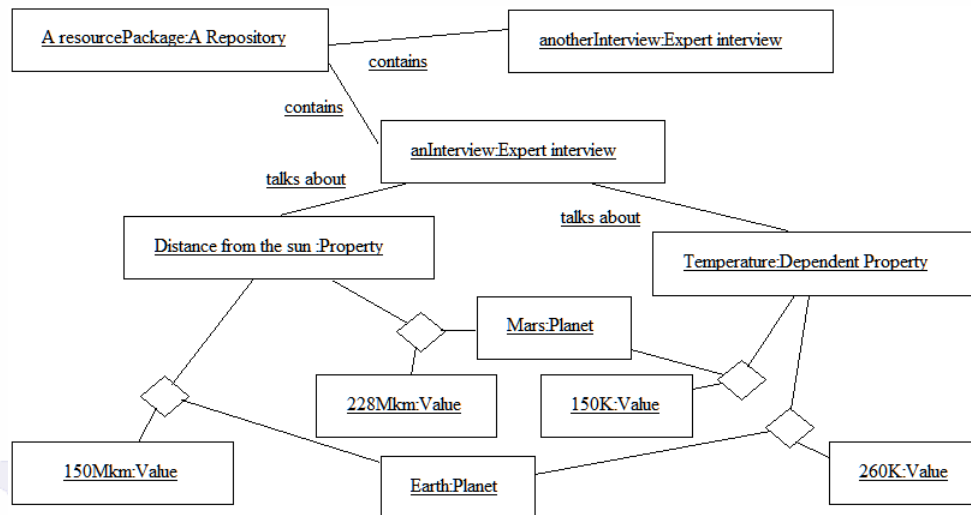 A resourcePackage:A Repository
anotherInterview:Expert interview
contains
contains
anInterview:Expert interview
talks about
talks about
Distance from the sun :Property
Temperature:Dependent Property
Mars:Planet
228Mkm:Value
150K:Value
150Mkm:Value
Earth:Planet
260K:Value